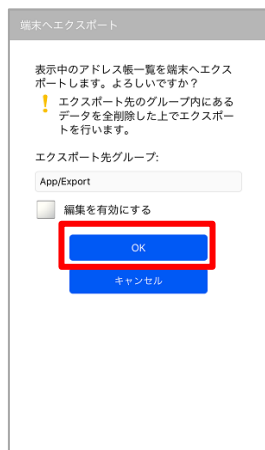 端末へエクスポート
表示中のアドレス帳一覧を端末へエクス
ポートします。よろしいですか？
エクスポート先のグループ内にある
データを全削除した上でエクスポー
トを行います。
エクスポート先グループ:
App/Export
編集を有効にする
OK
キャンセル